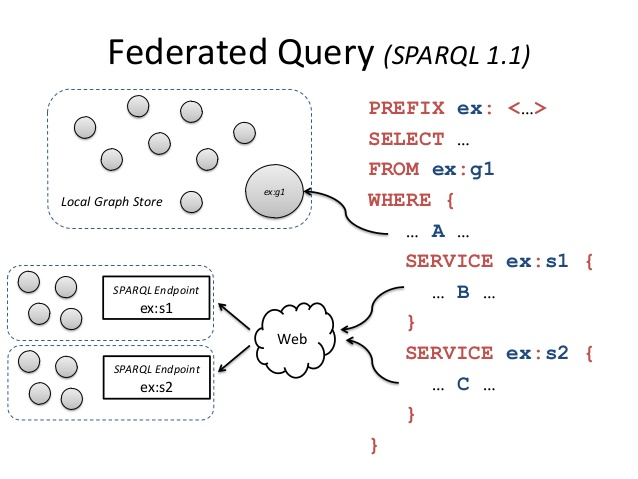 Federated Query (SPARQL 1.1)
Local Graph Store
ex:g1
SPARQL Endpoint
ex:s1
SPARQL Endpoint
ex:s2
Web
PREFIX ex: <…>
SELECT …
FROM ex:g1
WHERE {
… A …
SERVICE ex:s1 {
… B …
}
SERVICE ex:s2 {
… C …
}
}